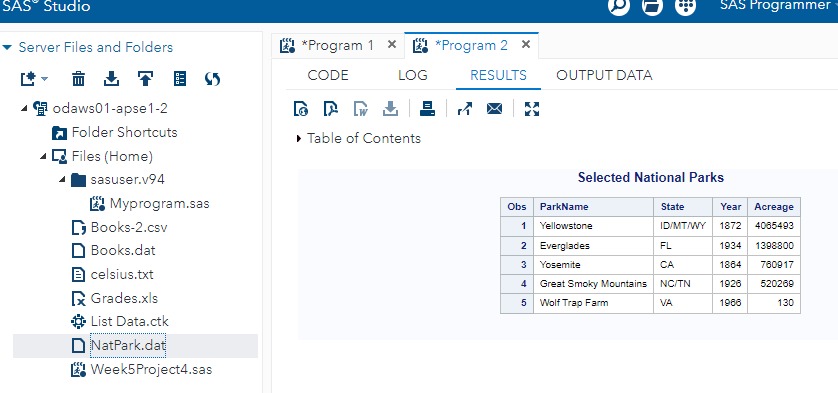 SAS® Studio
SAS Programmer
Server Files and Folders
odaws01-apse1-2
Folder Shortcuts
Files (Home)
sasuser.v94
Myprogram.sas
Books-2.csv
Books.dat
celsius.txt
Grades.xls
List Data.ctk
NatPark.dat
Week5Project4.sas
*Program 1 × *Program 2 ×
CODE LOG RESULTS OUTPUT DATA
Table of Contents
Selected National Parks
Obs ParkName State Year Acreage
1 Yellowstone ID/MT/WY 1872 4065493
2 Everglades FL 1934 1398800
3 Yosemite CA 1864 760917
4 Great Smoky Mountains NC/TN 1926 520269
5 Wolf Trap Farm VA 1966 130